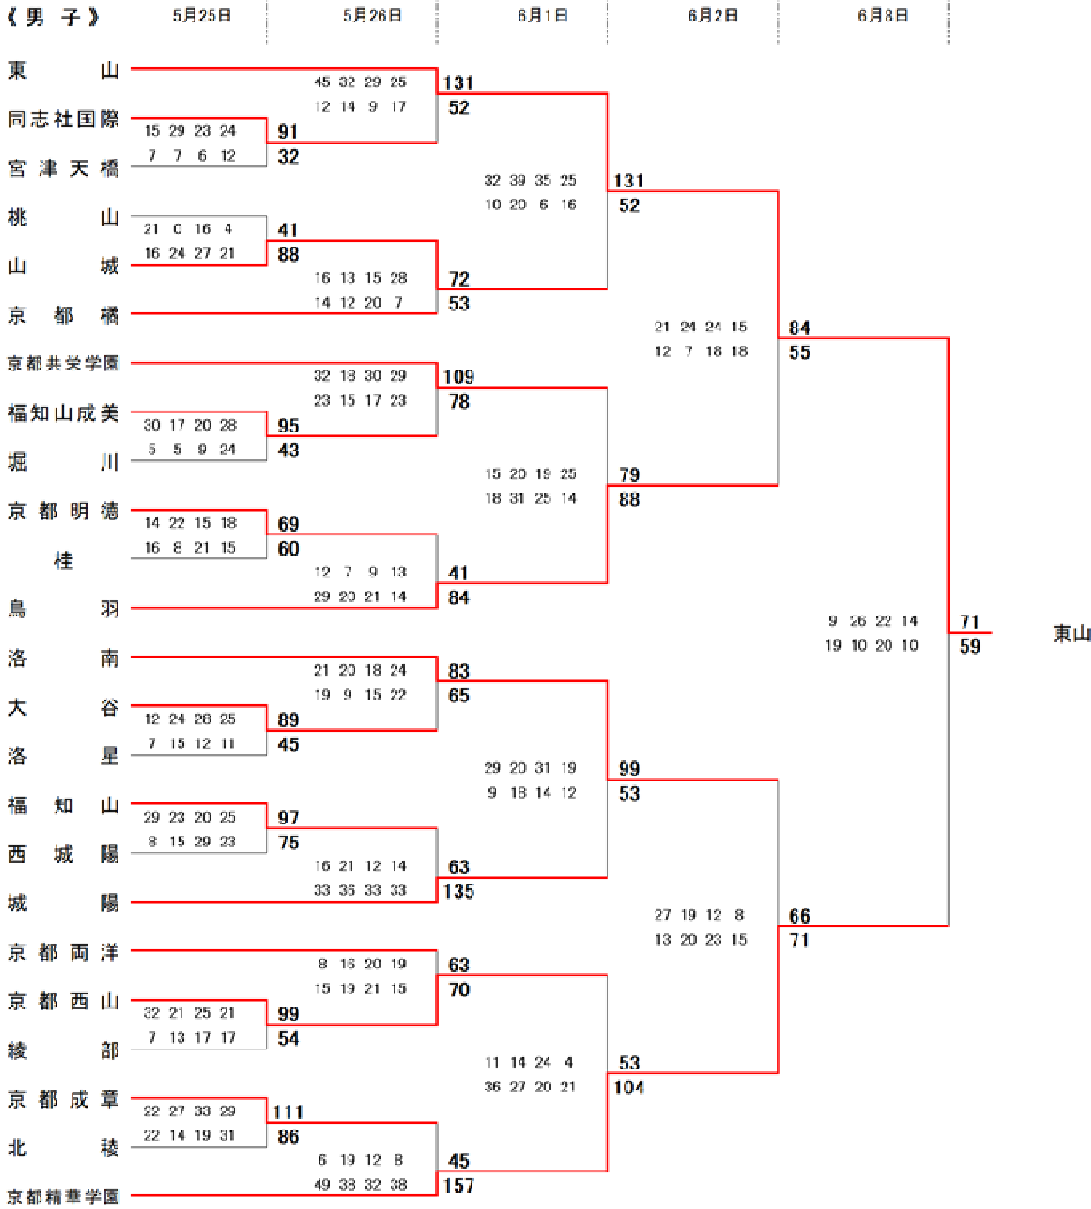 《男子》 5月25日 5月26日 6月1日 6月2日 6月8日
東山
45 32 29 25 131
12 14 9 17 52
同志社国際
15 29 23 24 91
7 7 6 12 32
宮津天橋
32 39 35 25 131
10 20 6 16 52
桃山
21 0 16 4 41
16 24 27 21 88
山城
16 13 15 28 72
14 12 20 7 53
京都橘
21 24 24 15 84
12 7 18 18 55
京都共栄学園
32 18 30 29 109
23 15 17 23 78
福知山成美
30 17 20 28 95
5 5 9 24 43
堀川
15 20 19 25 79
18 31 25 14 88
京都明徳
14 22 15 18 69
16 8 21 15 60
桂
12 7 9 13 41
29 20 21 14 84
鳥羽
9 26 22 14 71
19 10 20 10 59
東山
洛南
21 20 18 24 83
19 9 15 22 65
大谷
12 24 28 25 89
7 15 12 11 45
洛星
29 20 31 19 99
9 18 14 12 53
福知山
29 23 20 25 97
8 15 29 23 75
西城陽
16 21 12 14 63
33 36 33 33 135
城陽
27 19 12 8 66
13 20 23 15 71
京都両洋
8 16 20 19 63
15 19 21 15 70
京都西山
32 21 25 21 99
7 13 17 17 54
綾部
11 14 24 4 53
36 27 20 21 104
京都成章
22 27 33 29 111
22 14 19 31 86
北稜
6 19 12 8 45
49 38 32 38 157
京都精華学園